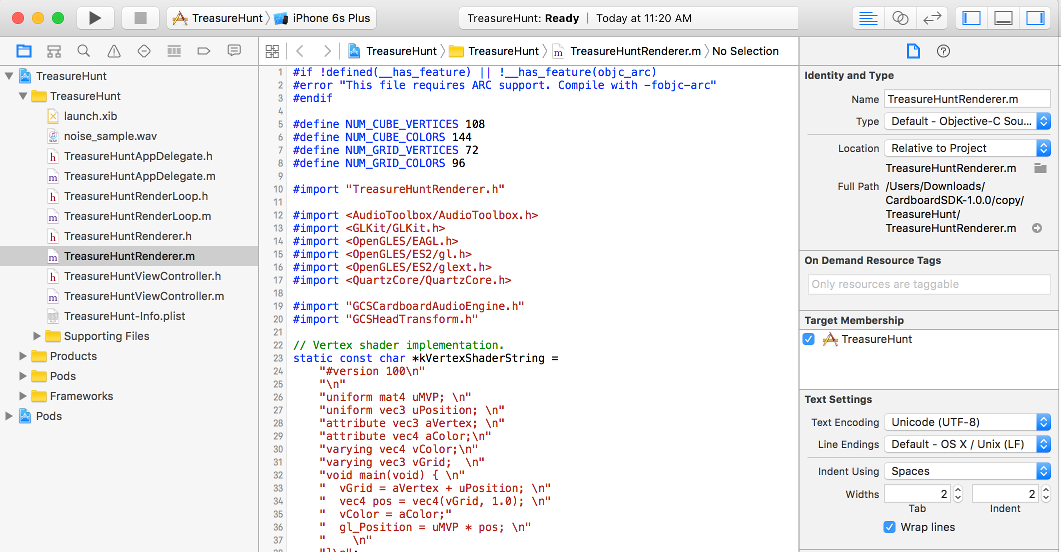 TreasureHunt iPhone 6s Plus TreasureHunt: Ready Today at 11:20 AM
TreasureHunt TreasureHunt TreasureHuntRenderer.m No Selection
TreasureHunt
TreasureHunt
launch.xib
noise_sample.wav
h TreasureHuntAppDelegate.h
m TreasureHuntAppDelegate.m
h TreasureHuntRenderLoop.h
m TreasureHuntRenderLoop.m
h TreasureHuntRenderer.h
m TreasureHuntRenderer.m
h TreasureHuntViewController.h
m TreasureHuntViewController.m
TreasureHunt-Info.plist
Supporting Files
Products
Pods
Frameworks
Pods
1 #if !defined(__has_feature) || !__has_feature(objc_arc)
2 #error "This file requires ARC support. Compile with -fobjc-arc"
3 #endif
4
5 #define NUM_CUBE_VERTICES 108
6 #define NUM_CUBE_COLORS 144
7 #define NUM_GRID_VERTICES 72
8 #define NUM_GRID_COLORS 96
9
10 #import "TreasureHuntRenderer.h"
11
12 #import <AudioToolbox/AudioToolbox.h>
13 #import <GLKit/GLKit.h>
14 #import <OpenGLES/EAGL.h>
15 #import <OpenGLES/ES2/gl.h>
16 #import <OpenGLES/ES2/glext.h>
17 #import <QuartzCore/QuartzCore.h>
18
19 #import "GCSCardboardAudioEngine.h"
20 #import "GCSHeadTransform.h"
21
22 // Vertex shader implementation.
23 static const char *kVertexShaderString =
24 "#version 100\n"
25 "\n"
26 "uniform mat4 uMVP; \n"
27 "uniform vec3 uPosition; \n"
28 "attribute vec3 aVertex; \n"
29 "attribute vec4 aColor;\n"
30 "varying vec4 vColor;\n"
31 "varying vec3 vGrid;  \n"
32 "void main(void) { \n"
33 "  vGrid = aVertex + uPosition; \n"
34 "  vec4 pos = vec4(vGrid, 1.0); \n"
35 "  vColor = aColor;"
36 "  gl_Position = uMVP * pos; \n"
37 "    \n"
38 "}\n";
Identity and Type
Name TreasureHuntRenderer.m
Type Default - Objective-C Sou...
Location Relative to Project
TreasureHuntRenderer.m
Full Path /Users/Downloads/
CardboardSDK-1.0.0/copy/
TreasureHunt/
TreasureHuntRenderer.m
On Demand Resource Tags
Only resources are taggable
Target Membership
TreasureHunt
Text Settings
Text Encoding Unicode (UTF-8)
Line Endings Default - OS X / Unix (LF)
Indent Using Spaces
Widths 2 2
Tab Indent
Wrap lines